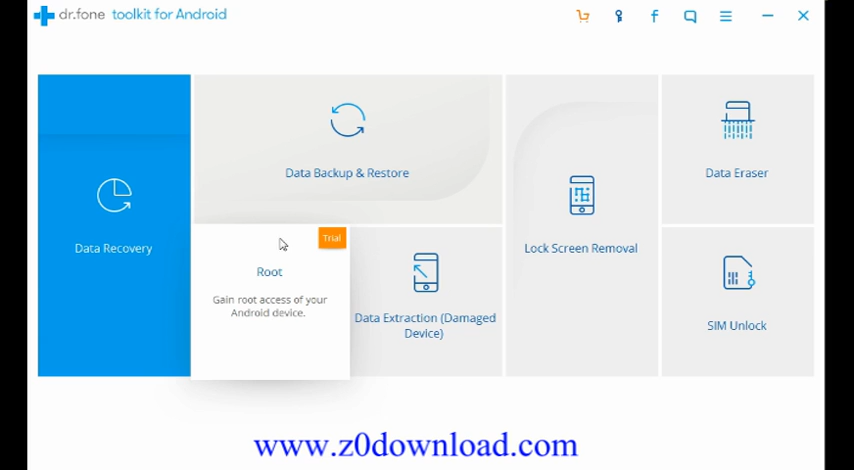 dr.fone toolkit for Android
Data Recovery
Data Backup & Restore
Trial
Root
Gain root access of your
Android device.
Data Extraction (Damaged
Device)
Lock Screen Removal
Data Eraser
SIM Unlock
www.z0download.com